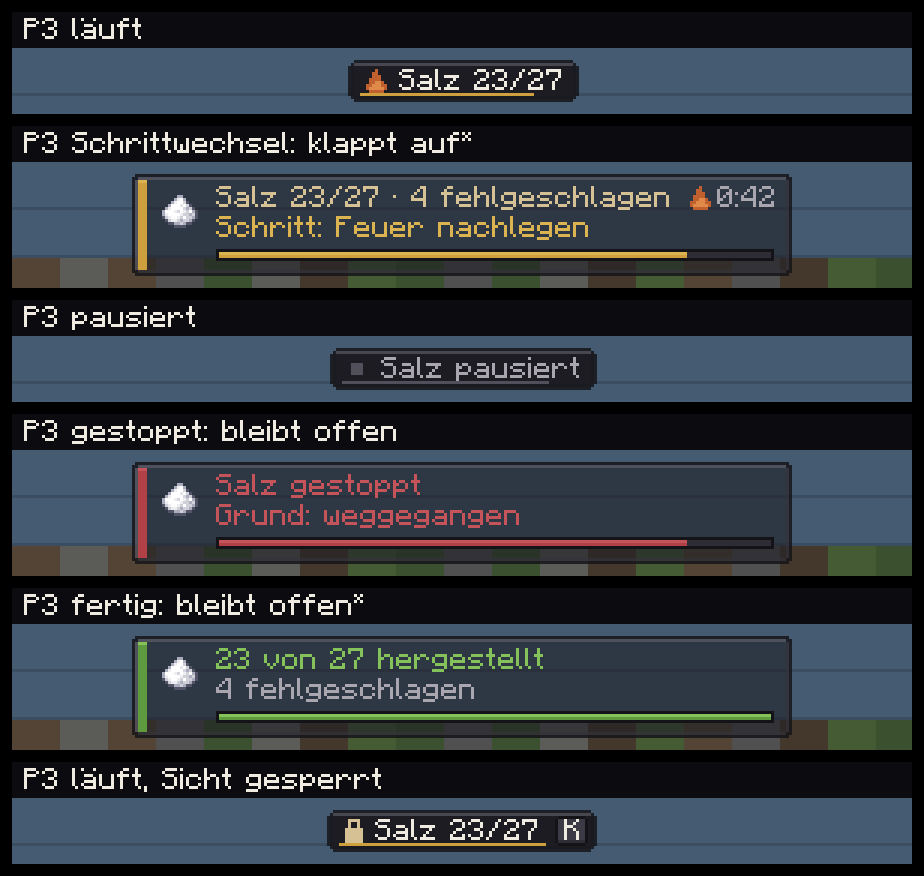 P3 läuft
Salz 23/27
P3 Schrittwechsel: klappt auf*
Salz 23/27 · 4 fehlgeschlagen 0:42
Schritt: Feuer nachlegen
P3 pausiert
Salz pausiert
P3 gestoppt: bleibt offen
Salz gestoppt
Grund: weggegangen
P3 fertig: bleibt offen*
23 von 27 hergestellt
4 fehlgeschlagen
P3 läuft, Sicht gesperrt
Salz 23/27 K